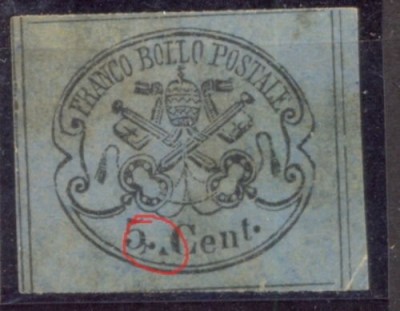 FRANCO BOLLO POSTALE
5. Cent.